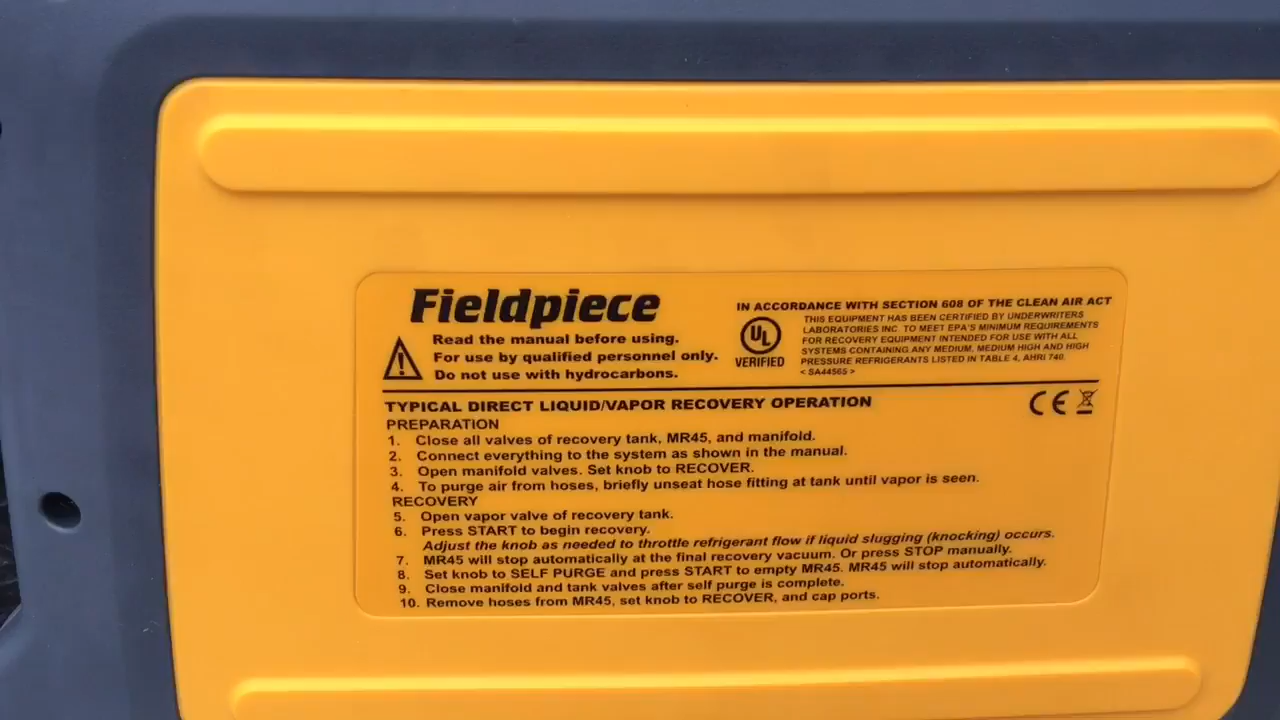 Fieldpiece
Read the manual before using.
For use by qualified personnel only.
Do not use with hydrocarbons.
IN ACCORDANCE WITH SECTION 608 OF THE CLEAN AIR ACT
THIS EQUIPMENT HAS BEEN CERTIFIED BY UNDERWRITERS
LABORATORIES INC. TO MEET EPA'S MINIMUM REQUIREMENTS
FOR RECOVERY EQUIPMENT INTENDED FOR USE WITH ALL
SYSTEMS CONTAINING ANY MEDIUM, MEDIUM HIGH AND HIGH
PRESSURE REFRIGERANTS LISTED IN TABLE 4, AHRI 740.
< SA44565 >
UL
VERIFIED
CE
TYPICAL DIRECT LIQUID/VAPOR RECOVERY OPERATION
PREPARATION
1. Close all valves of recovery tank, MR45, and manifold.
2. Connect everything to the system as shown in the manual.
3. Open manifold valves. Set knob to RECOVER.
4. To purge air from hoses, briefly unseat hose fitting at tank until vapor is seen.
RECOVERY
5. Open vapor valve of recovery tank.
6. Press START to begin recovery.
Adjust the knob as needed to throttle refrigerant flow if liquid slugging (knocking) occurs.
7. MR45 will stop automatically at the final recovery vacuum. Or press STOP manually.
8. Set knob to SELF PURGE and press START to empty MR45. MR45 will stop automatically.
9. Close manifold and tank valves after self purge is complete.
10. Remove hoses from MR45, set knob to RECOVER, and cap ports.